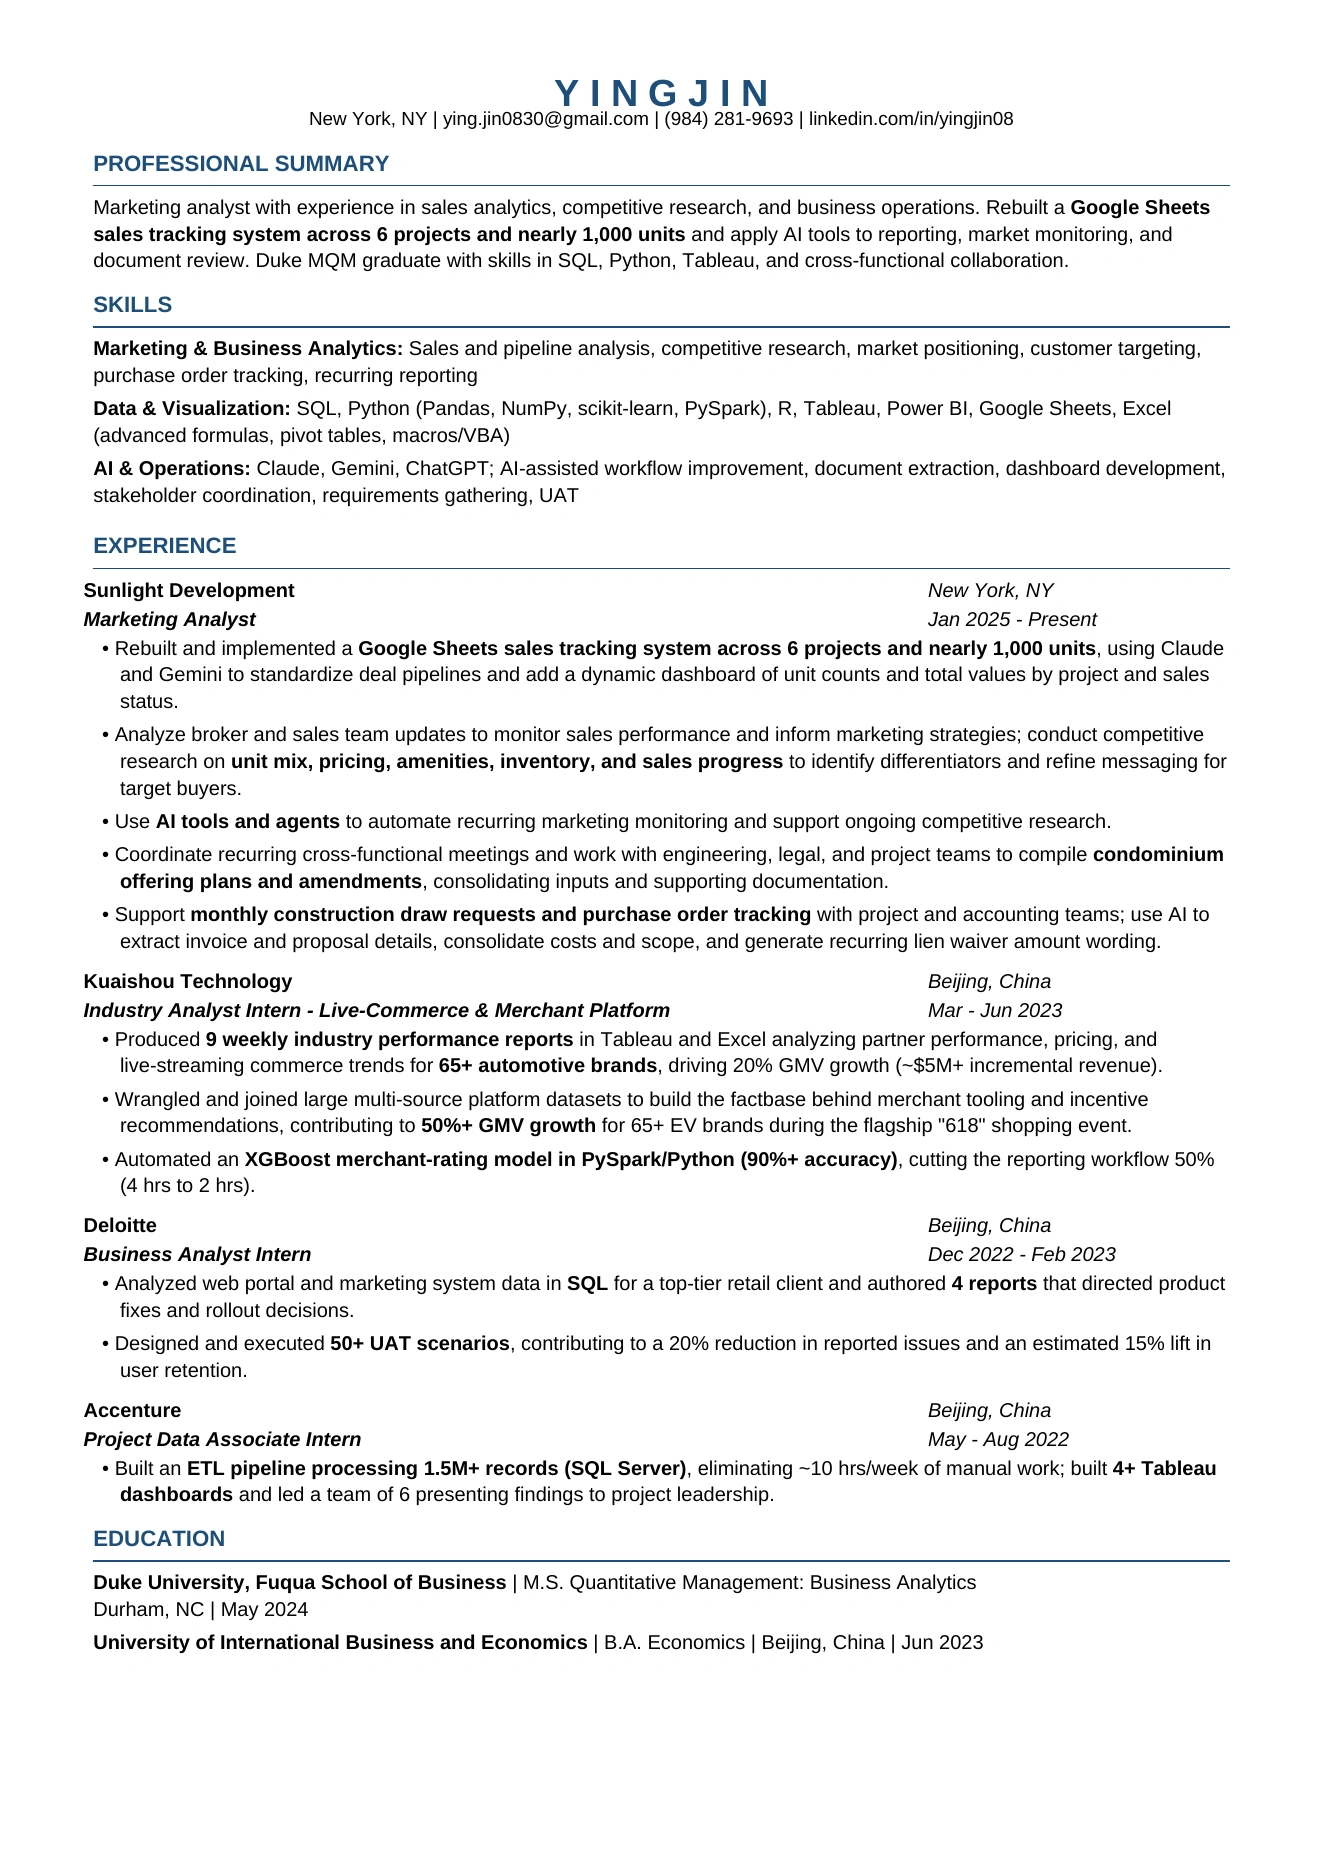 YINGJIN
New York, NY | ying.jin0830@gmail.com | (984) 281-9693 | linkedin.com/in/yingjin08
PROFESSIONAL SUMMARY
Marketing analyst with experience in sales analytics, competitive research, and business operations. Rebuilt a Google Sheets
sales tracking system across 6 projects and nearly 1,000 units and apply AI tools to reporting, market monitoring, and
document review. Duke MQM graduate with skills in SQL, Python, Tableau, and cross-functional collaboration.
SKILLS
Marketing & Business Analytics: Sales and pipeline analysis, competitive research, market positioning, customer targeting,
purchase order tracking, recurring reporting
Data & Visualization: SQL, Python (Pandas, NumPy, scikit-learn, PySpark), R, Tableau, Power BI, Google Sheets, Excel
(advanced formulas, pivot tables, macros/VBA)
AI & Operations: Claude, Gemini, ChatGPT; AI-assisted workflow improvement, document extraction, dashboard development,
stakeholder coordination, requirements gathering, UAT
EXPERIENCE
Sunlight Development New York, NY
Marketing Analyst Jan 2025 - Present
• Rebuilt and implemented a Google Sheets sales tracking system across 6 projects and nearly 1,000 units, using Claude
and Gemini to standardize deal pipelines and add a dynamic dashboard of unit counts and total values by project and sales
status.
• Analyze broker and sales team updates to monitor sales performance and inform marketing strategies; conduct competitive
research on unit mix, pricing, amenities, inventory, and sales progress to identify differentiators and refine messaging for
target buyers.
• Use AI tools and agents to automate recurring marketing monitoring and support ongoing competitive research.
• Coordinate recurring cross-functional meetings and work with engineering, legal, and project teams to compile condominium
offering plans and amendments, consolidating inputs and supporting documentation.
• Support monthly construction draw requests and purchase order tracking with project and accounting teams; use AI to
extract invoice and proposal details, consolidate costs and scope, and generate recurring lien waiver amount wording.
Kuaishou Technology Beijing, China
Industry Analyst Intern - Live-Commerce & Merchant Platform Mar - Jun 2023
• Produced 9 weekly industry performance reports in Tableau and Excel analyzing partner performance, pricing, and
live-streaming commerce trends for 65+ automotive brands, driving 20% GMV growth (~$5M+ incremental revenue).
• Wrangled and joined large multi-source platform datasets to build the factbase behind merchant tooling and incentive
recommendations, contributing to 50%+ GMV growth for 65+ EV brands during the flagship "618" shopping event.
• Automated an XGBoost merchant-rating model in PySpark/Python (90%+ accuracy), cutting the reporting workflow 50%
(4 hrs to 2 hrs).
Deloitte Beijing, China
Business Analyst Intern Dec 2022 - Feb 2023
• Analyzed web portal and marketing system data in SQL for a top-tier retail client and authored 4 reports that directed product
fixes and rollout decisions.
• Designed and executed 50+ UAT scenarios, contributing to a 20% reduction in reported issues and an estimated 15% lift in
user retention.
Accenture Beijing, China
Project Data Associate Intern May - Aug 2022
• Built an ETL pipeline processing 1.5M+ records (SQL Server), eliminating ~10 hrs/week of manual work; built 4+ Tableau
dashboards and led a team of 6 presenting findings to project leadership.
EDUCATION
Duke University, Fuqua School of Business | M.S. Quantitative Management: Business Analytics
Durham, NC | May 2024
University of International Business and Economics | B.A. Economics | Beijing, China | Jun 2023